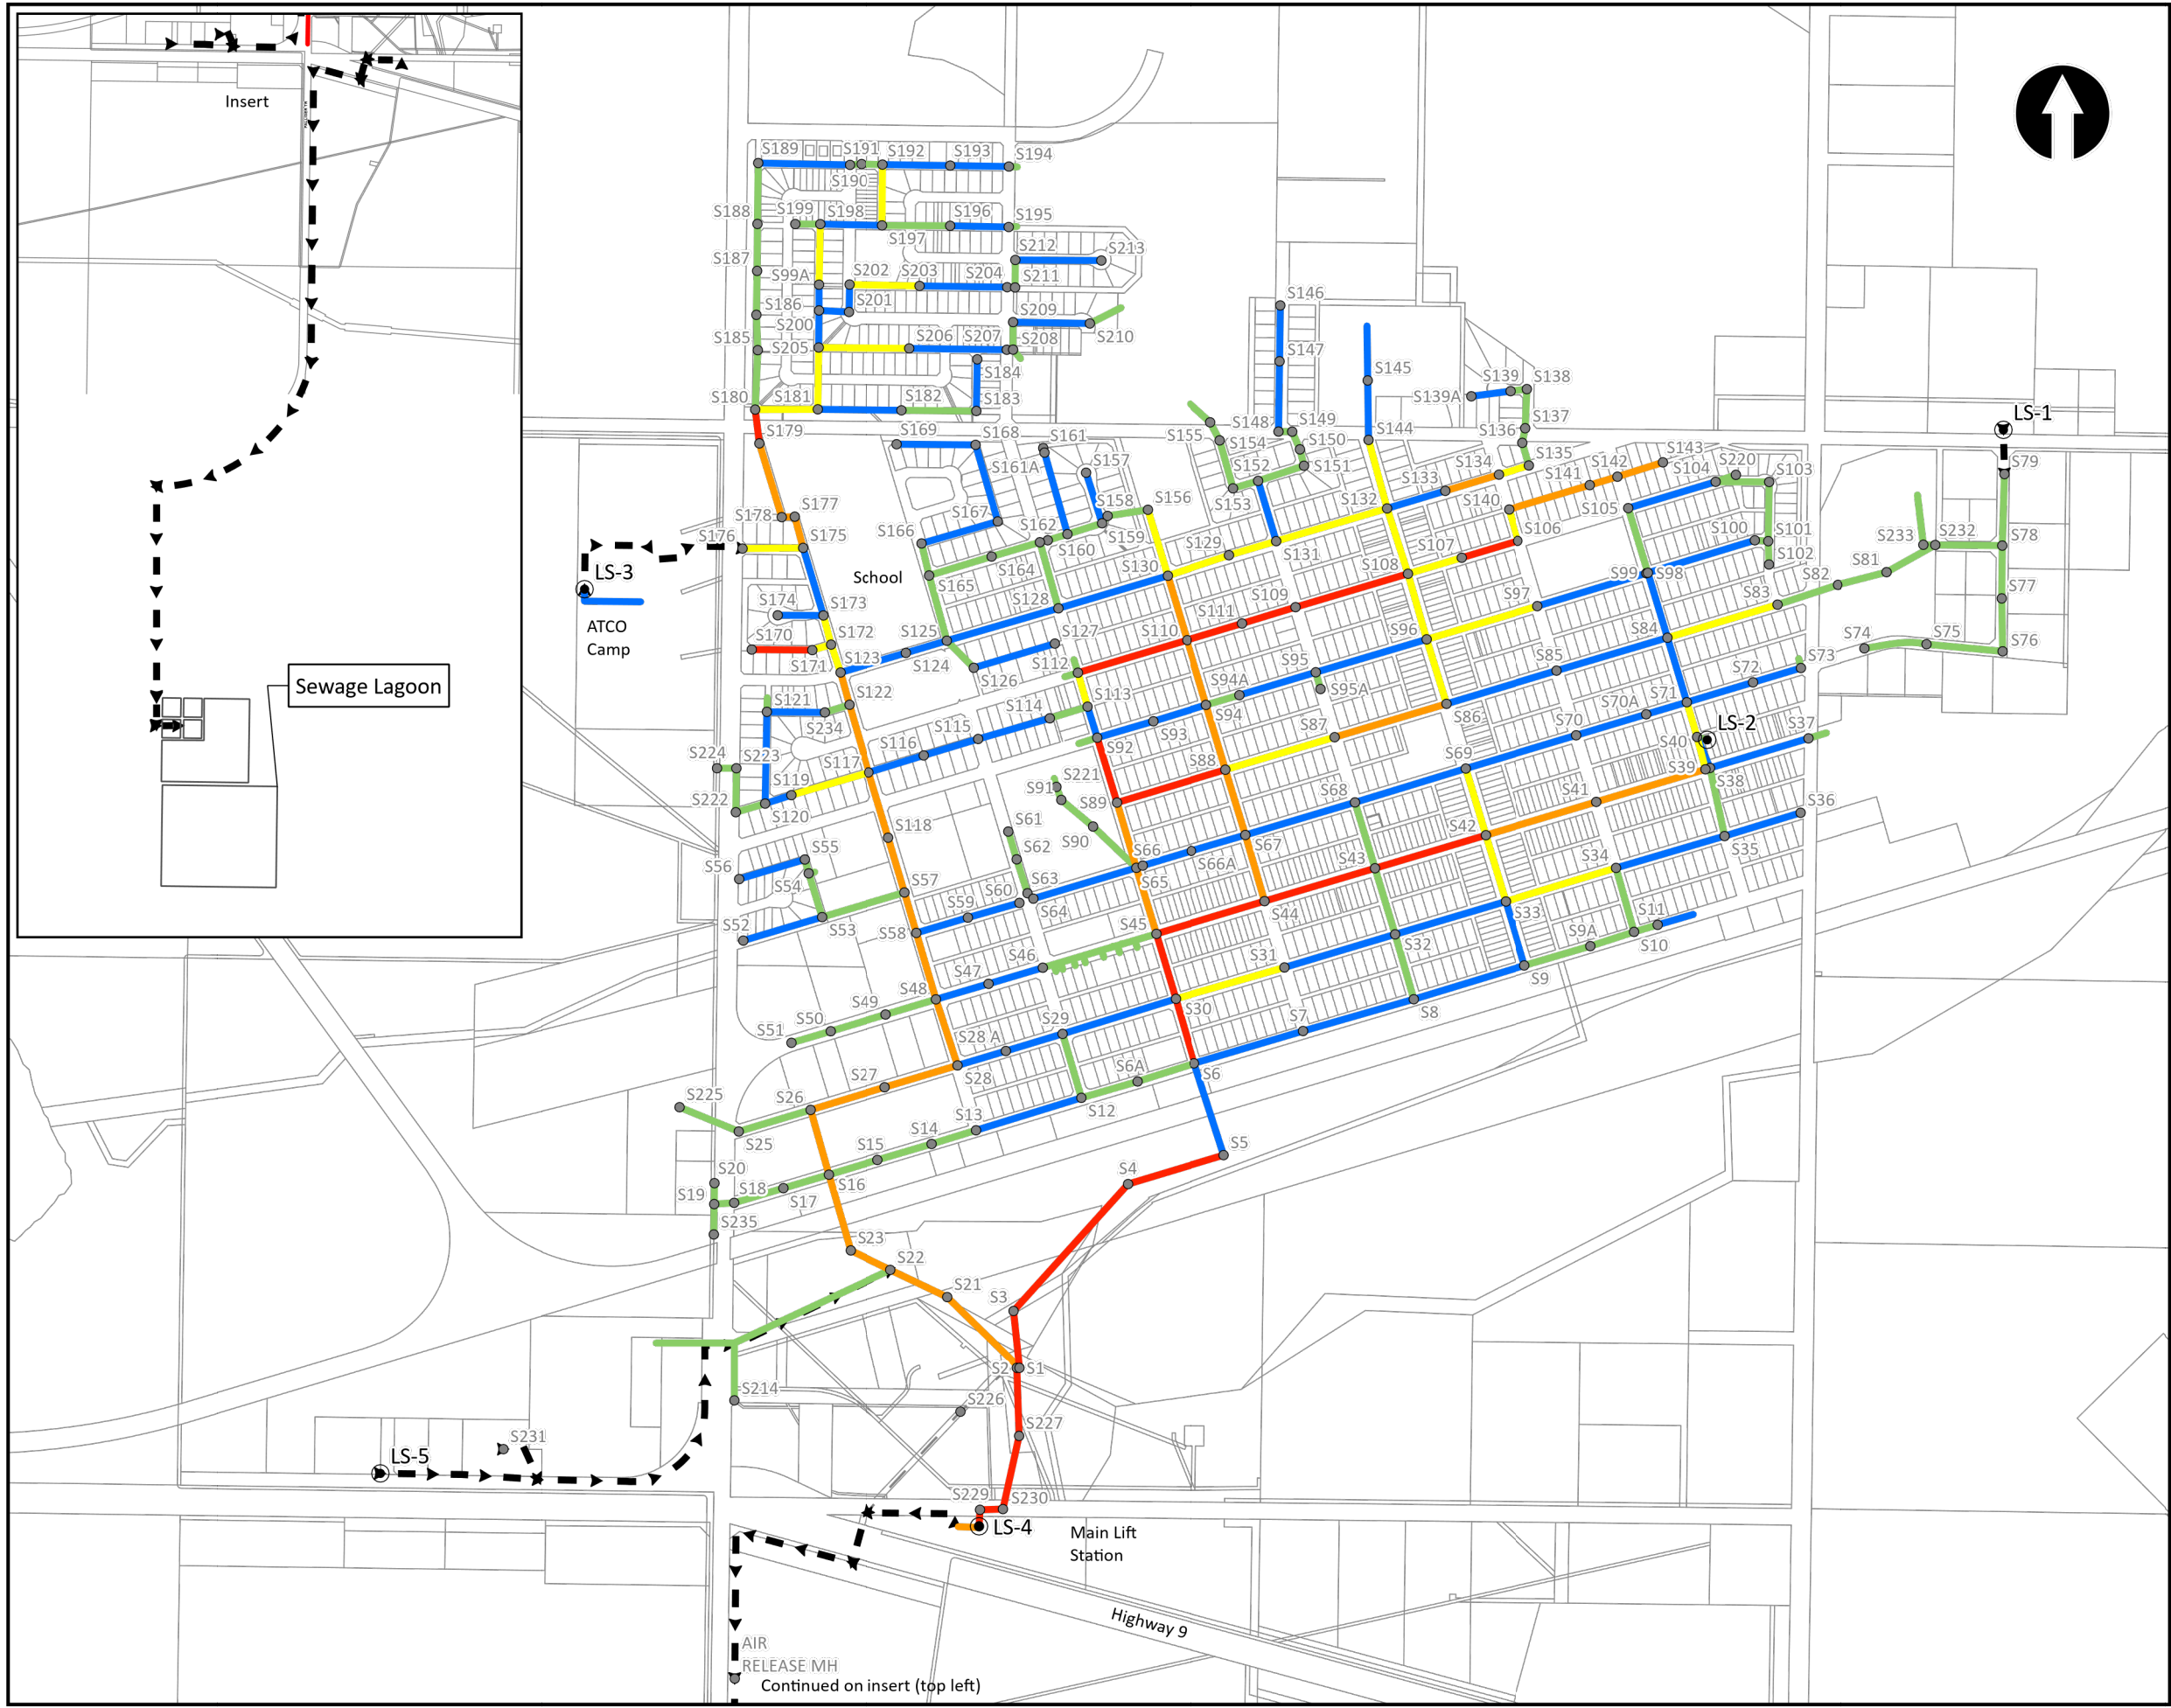 Insert
Sewage Lagoon
S189
S191
S192
S193
S194
S190
S188
S199
S198
S196
S195
S197
S212
S213
S187
S99A
S202
S203
S204
S211
S186
S201
S200
S209
S210
S185
S205
S206
S207
S208
S184
S180
S181
S182
S183
S146
S147
S145
S139
S138
S139A
S137
S148
S149
S144
S136
S179
S169
S168
S161
S155
S154
S150
S135
S143
S161A
S157
S152
S151
S133
S134
S141
S142
S104
S220
S103
LS-1
S79
S178
S177
S158
S156
S153
S132
S140
S105
S176
S175
S167
S166
S162
S160
S159
S129
S131
S107
S106
S100
S101
S102
S233
S232
S78
LS-3
School
S165
S164
S130
S108
S99
S98
S81
S82
S77
ATCO
Camp
S174
S173
S128
S111
S109
S97
S83
S170
S172
S125
S127
S110
S96
S84
S74
S75
S76
S171
S123
S124
S126
S112
S95
S85
S72
S73
S121
S122
S113
S94A
S95A
S71
S234
S114
S94
S87
S86
S70
S70A
LS-2
S37
S115
S93
S92
S40
S224
S223
S116
S117
S221
S88
S69
S39
S38
S119
S91
S89
S222
S120
S68
S41
S36
S118
S61
S90
S42
S56
S55
S62
S66
S67
S43
S34
S35
S66A
S54
S57
S60
S63
S65
S59
S64
S44
S33
S11
S52
S53
S58
S45
S9A
S10
S46
S32
S31
S47
S48
S9
S51
S50
S49
S30
S7
S8
S28 A
S29
S27
S28
S6A
S6
S225
S26
S12
S13
S25
S14
S15
S5
S20
S4
S16
S19
S18
S17
S235
S23
S22
S21
S3
S2
S1
S214
S226
S227
S231
LS-5
S229
S230
LS-4
Main Lift
Station
Highway 9
AIR
RELEASE MH
Continued on insert (top left)